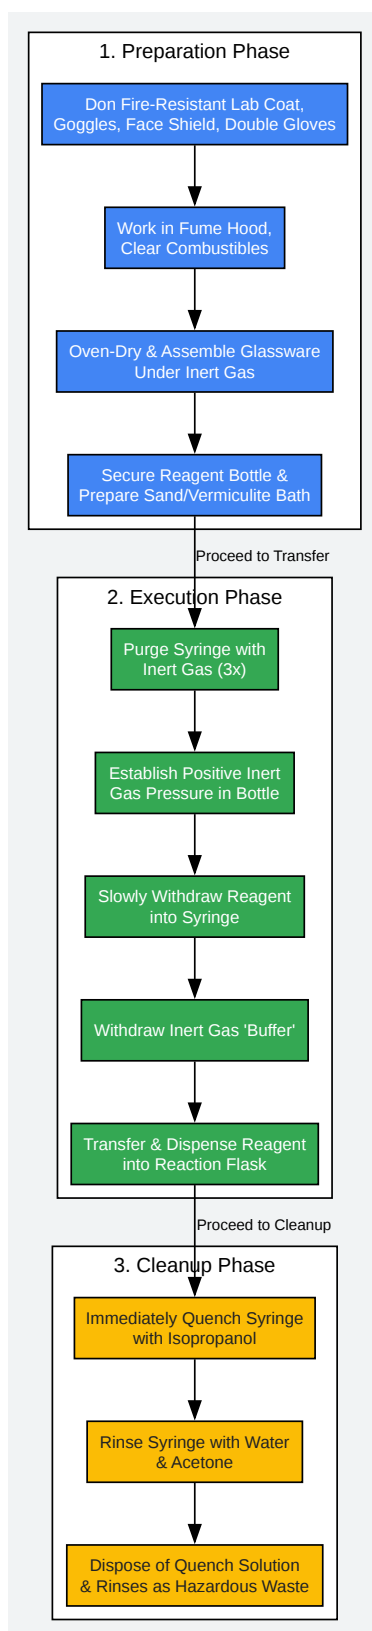 1. Preparation Phase
Don Fire-Resistant Lab Coat,
Goggles, Face Shield, Double Gloves
Work in Fume Hood,
Clear Combustibles
Oven-Dry & Assemble Glassware
Under Inert Gas
Secure Reagent Bottle &
Prepare Sand/Vermiculite Bath
Proceed to Transfer
2. Execution Phase
Purge Syringe with
Inert Gas (3x)
Establish Positive Inert
Gas Pressure in Bottle
Slowly Withdraw Reagent
into Syringe
Withdraw Inert Gas 'Buffer'
Transfer & Dispense Reagent
into Reaction Flask
Proceed to Cleanup
3. Cleanup Phase
Immediately Quench Syringe
with Isopropanol
Rinse Syringe with Water
& Acetone
Dispose of Quench Solution
& Rinses as Hazardous Waste